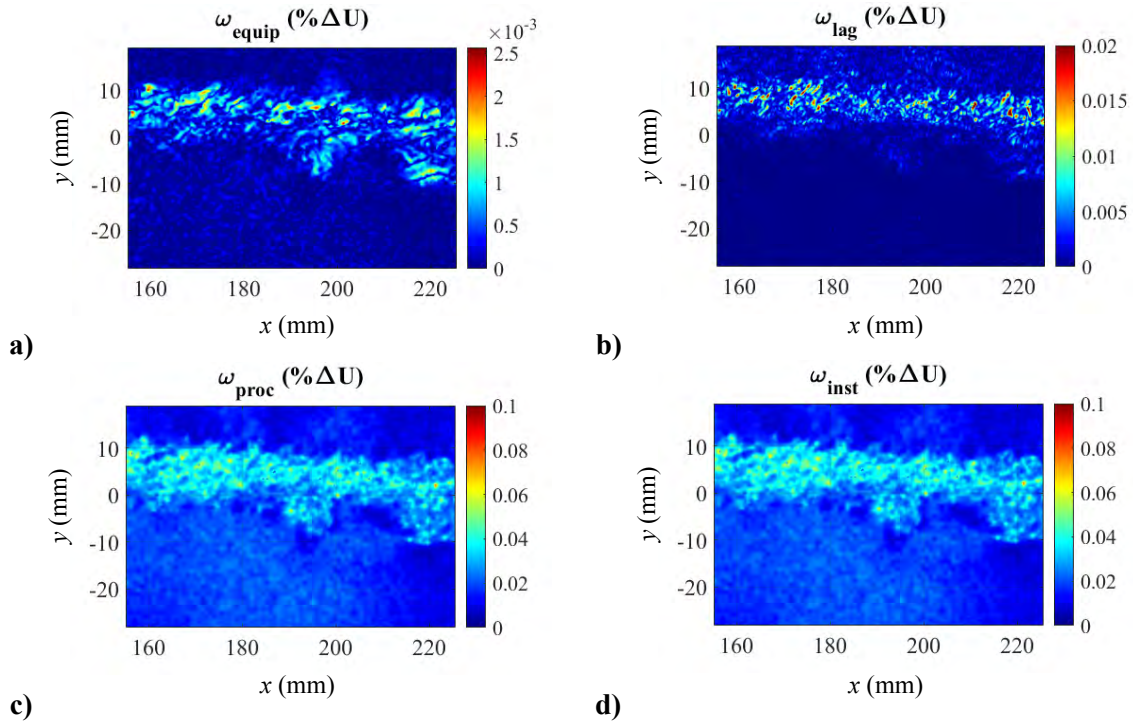 ω_equip (%ΔU)
×10⁻³
2.5
2
1.5
1
0.5
0
10
0
-10
-20
y (mm)
160 180 200 220
x (mm)
a)
ω_lag (%ΔU)
0.02
0.015
0.01
0.005
0
10
0
-10
-20
y (mm)
160 180 200 220
x (mm)
b)
ω_proc (%ΔU)
0.1
0.08
0.06
0.04
0.02
0
10
0
-10
-20
y (mm)
160 180 200 220
x (mm)
c)
ω_inst (%ΔU)
0.1
0.08
0.06
0.04
0.02
0
10
0
-10
-20
y (mm)
160 180 200 220
x (mm)
d)